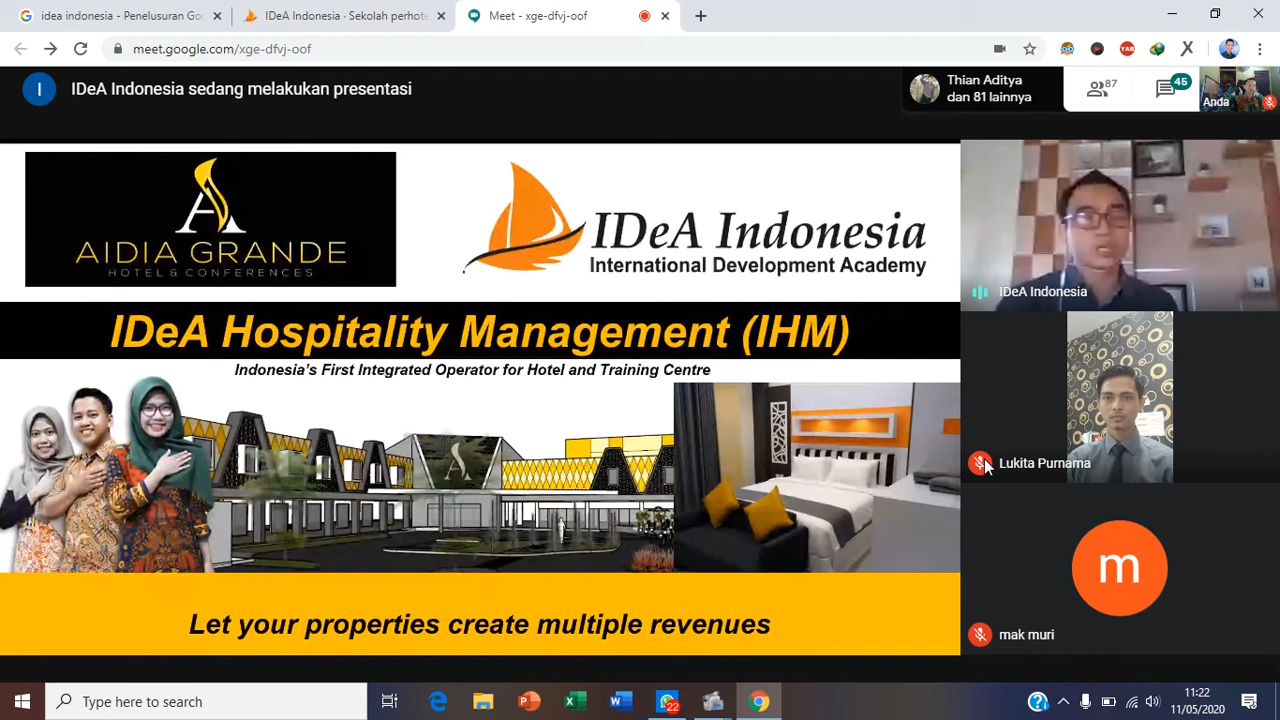 idea indonesia - Penelusuran Goo
IDeA Indonesia · Sekolah perhote
Meet - xge-dfvj-oof
meet.google.com/xge-dfvj-oof
YAB
I
IDeA Indonesia sedang melakukan presentasi
Thian Aditya
dan 81 lainnya
87
45
Anda
AIDIA GRANDE
HOTEL & CONFERENCES
IDeA Indonesia
International Development Academy
IDeA Indonesia
IDeA Hospitality Management (IHM)
Indonesia's First Integrated Operator for Hotel and Training Centre
Lukita Purnama
m
mak muri
Let your properties create multiple revenues
Type here to search
22
11:22
11/05/2020